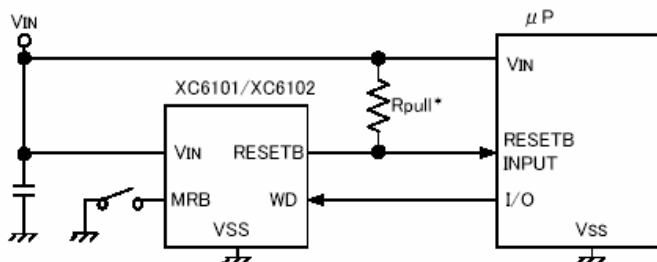 VIN
μP
XC6101/XC6102
Rpull*
VIN
VIN
RESETB
RESETB
INPUT
MRB
WD
I/O
VSS
VSS